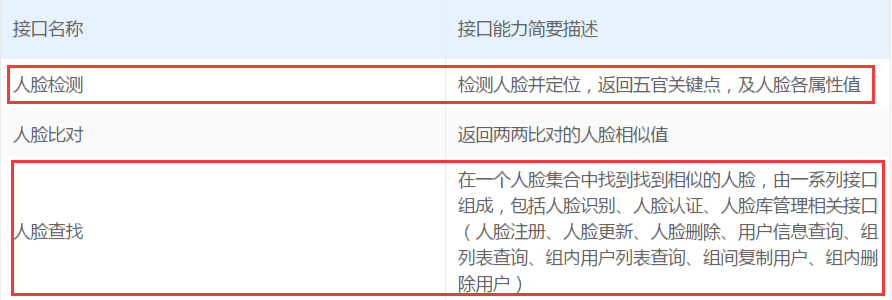 接口名称
接口能力简要描述
人脸检测
检测人脸并定位，返回五官关键点，及人脸各属性值
人脸比对
返回两两比对的人脸相似值
人脸查找
在一个人脸集合中找到找到相似的人脸，由一系列接口
组成，包括人脸识别、人脸认证、人脸库管理相关接口
（人脸注册、人脸更新、人脸删除、用户信息查询、组
列表查询、组内用户列表查询、组间复制用户、组内删
除用户）